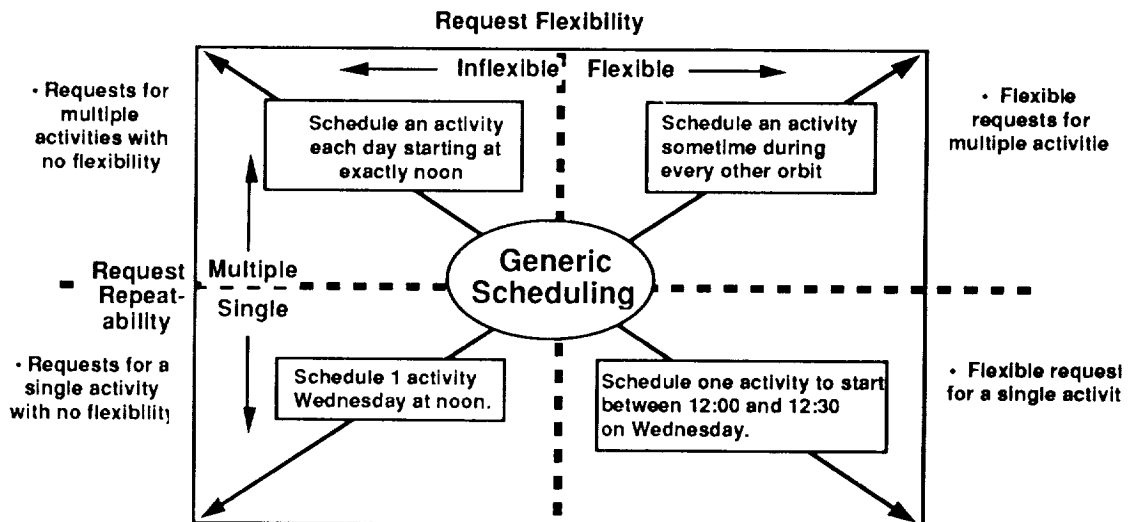 Request Flexibility
Inflexible
Flexible
• Requests for
multiple
activities with
no flexibility
Schedule an activity
each day starting at
exactly noon
Schedule an activity
sometime during
every other orbit
• Flexible
requests for
multiple activitie
Generic
Scheduling
Request
Repeat-
ability
Multiple
Single
• Requests for a
single activity
with no flexibility
Schedule 1 activity
Wednesday at noon.
Schedule one activity to start
between 12:00 and 12:30
on Wednesday.
• Flexible request
for a single activit